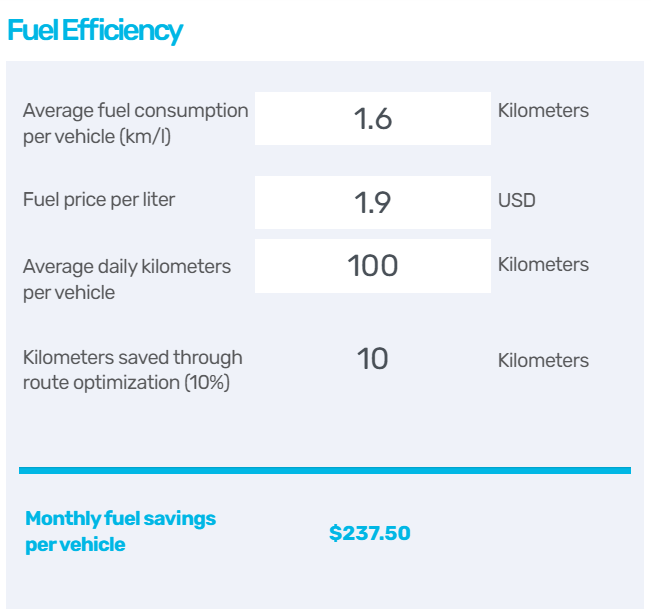 Fuel Efficiency
Average fuel consumption
per vehicle (km/l)
1.6
Kilometers
Fuel price per liter
1.9
USD
Average daily kilometers
per vehicle
100
Kilometers
Kilometers saved through
route optimization (10%)
10
Kilometers
Monthly fuel savings
per vehicle
$237.50